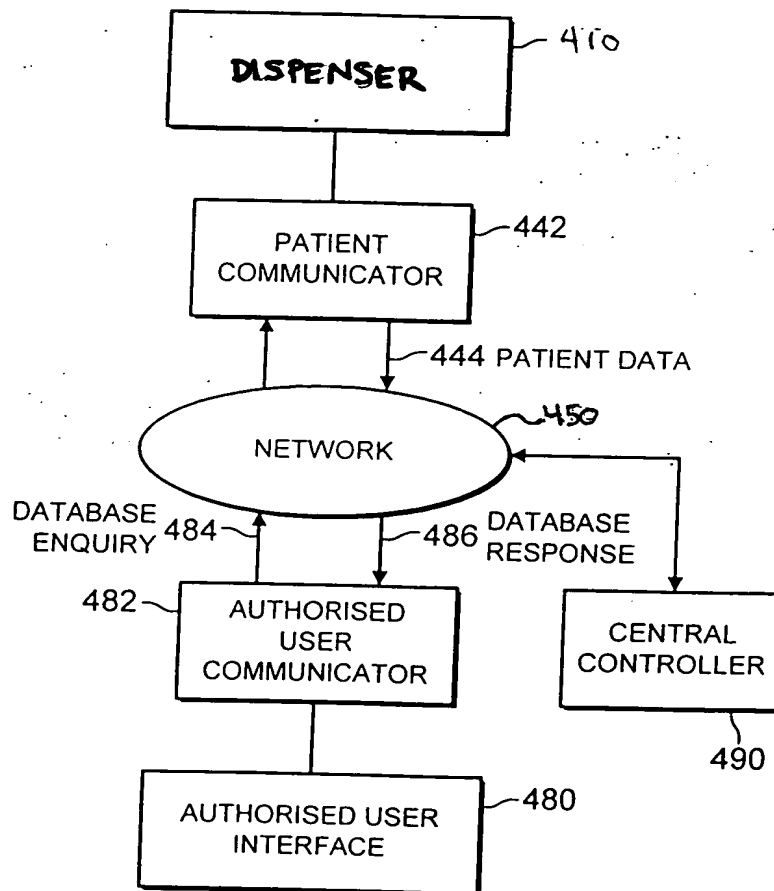 410
DISPENSER
442
PATIENT
COMMUNICATOR
444 PATIENT DATA
450
NETWORK
DATABASE
ENQUIRY
484
486
DATABASE
RESPONSE
482
AUTHORISED
USER
COMMUNICATOR
CENTRAL
CONTROLLER
490
480
AUTHORISED USER
INTERFACE